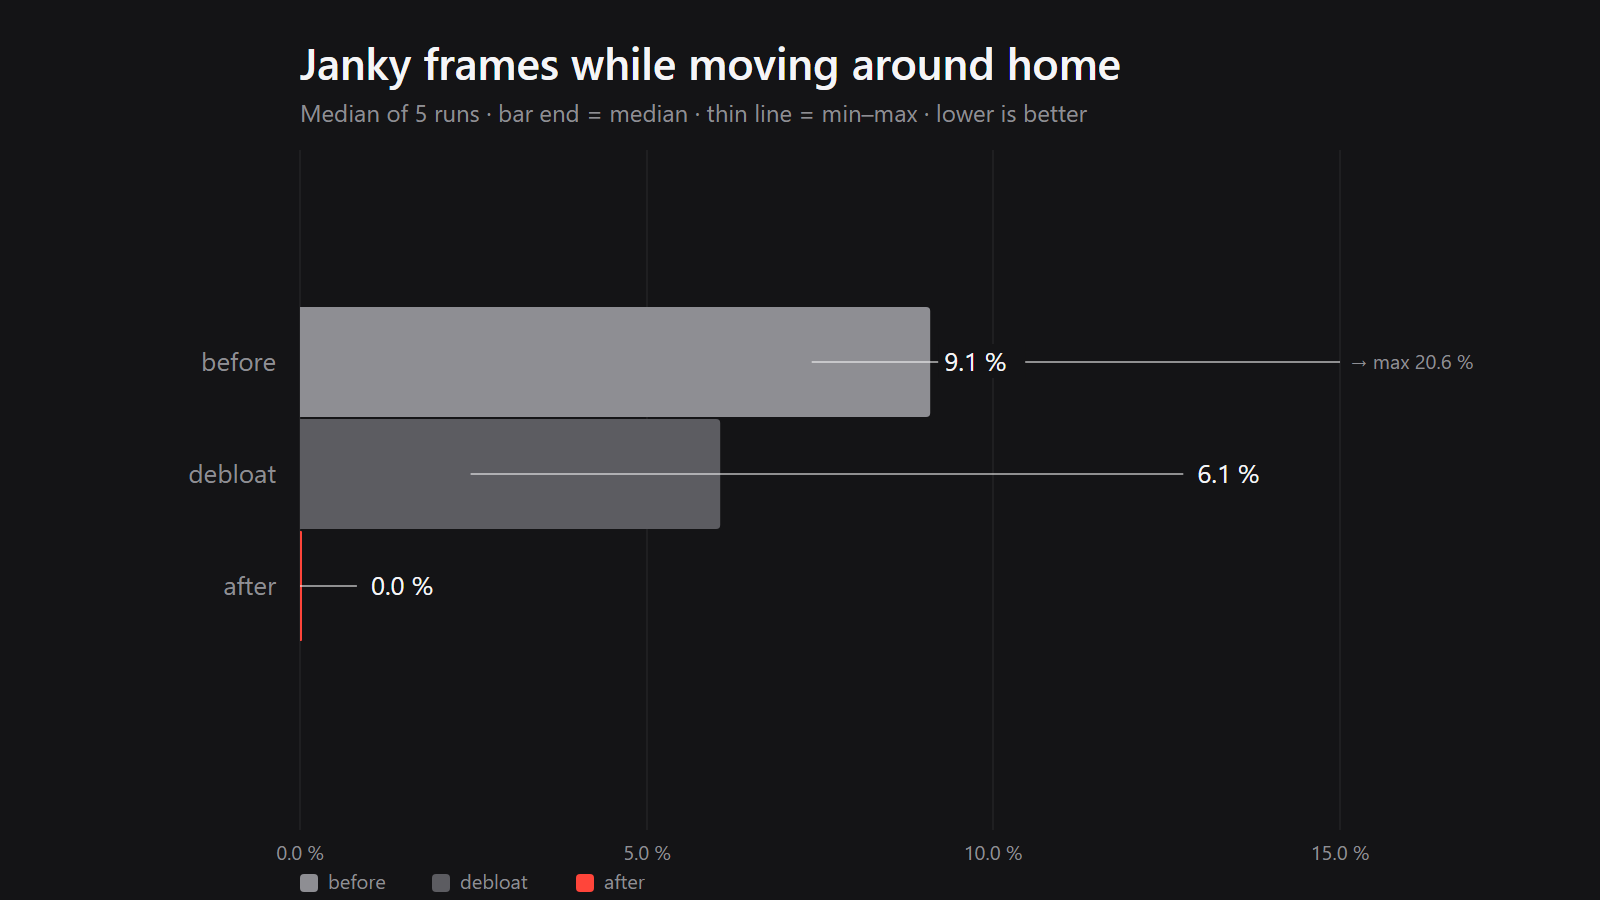 Janky frames while moving around home
Median of 5 runs · bar end = median · thin line = min–max · lower is better
before
9.1 %
→ max 20.6 %
debloat
6.1 %
after
0.0 %
0.0 %
5.0 %
10.0 %
15.0 %
before
debloat
after